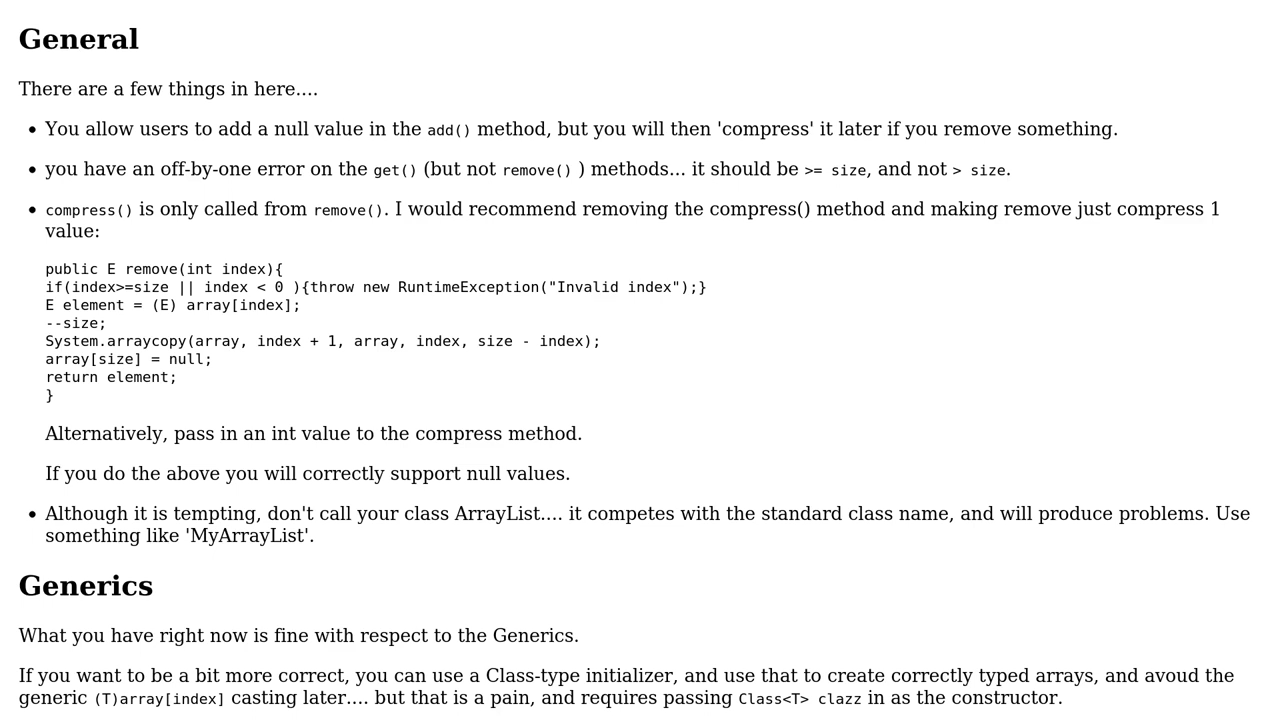 General
There are a few things in here....
• You allow users to add a null value in the add() method, but you will then 'compress' it later if you remove something.
• you have an off-by-one error on the get() (but not remove() ) methods... it should be >= size, and not > size.
• compress() is only called from remove(). I would recommend removing the compress() method and making remove just compress 1
value:
public E remove(int index){
if(index>=size || index < 0 ){throw new RuntimeException("Invalid index");}
E element = (E) array[index];
--size;
System.arraycopy(array, index + 1, array, index, size - index);
array[size] = null;
return element;
}
Alternatively, pass in an int value to the compress method.
If you do the above you will correctly support null values.
• Although it is tempting, don't call your class ArrayList.... it competes with the standard class name, and will produce problems. Use
something like 'MyArrayList'.
Generics
What you have right now is fine with respect to the Generics.
If you want to be a bit more correct, you can use a Class-type initializer, and use that to create correctly typed arrays, and avoud the
generic (T)array[index] casting later.... but that is a pain, and requires passing Class<T> clazz in as the constructor.